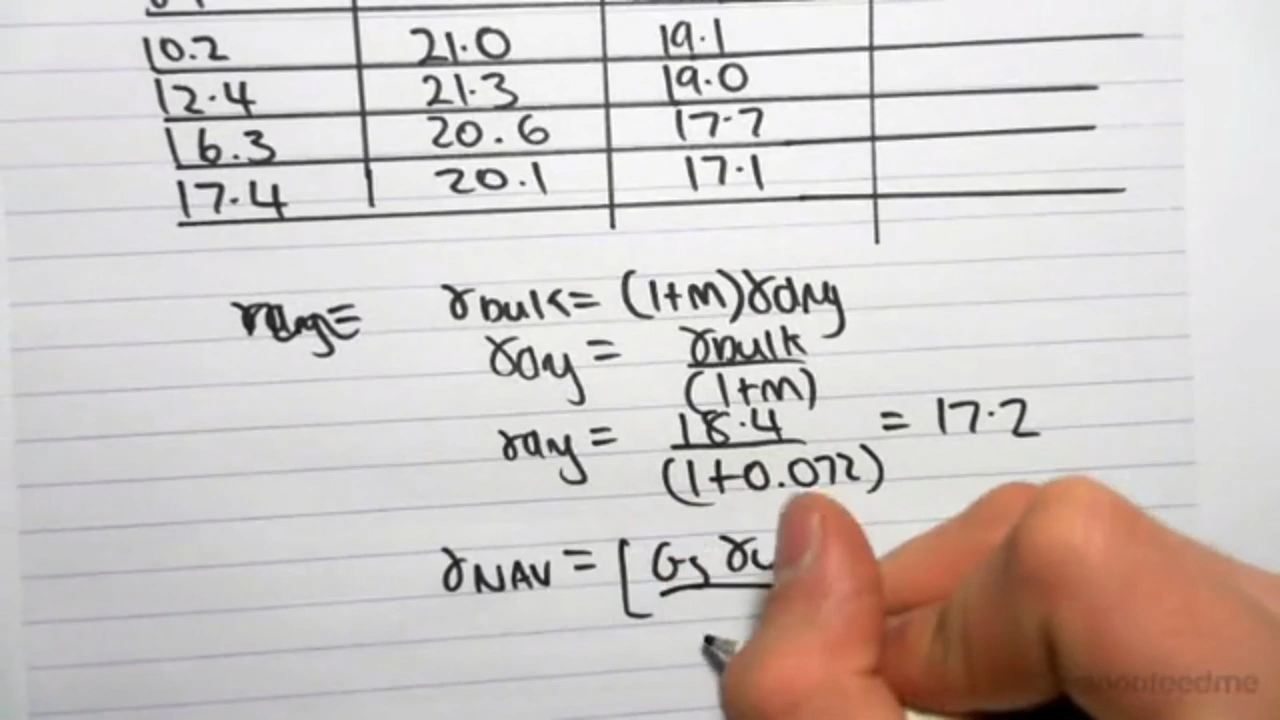 10.2 21.0 19.1
12.4 21.3 19.0
16.3 20.6 17.7
17.4 20.1 17.1
γbulk = (1+m)γdry
γdry = γbulk
(1+m)
γdry = 18.4 = 17.2
(1+0.072)
γNAV = [Gs γ